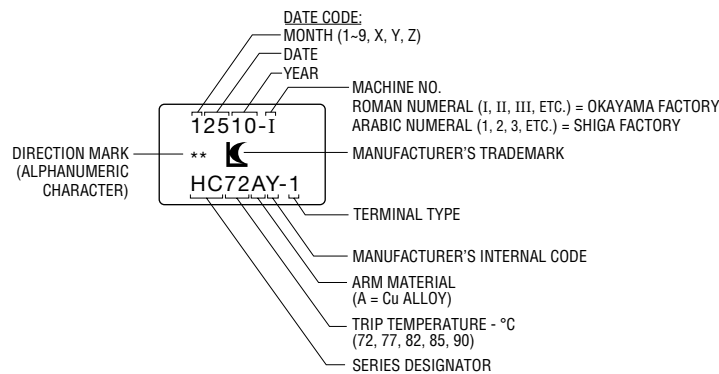 DATE CODE:
MONTH (1~9, X, Y, Z)
DATE
YEAR
MACHINE NO.
ROMAN NUMERAL (I, II, III, ETC.) = OKAYAMA FACTORY
ARABIC NUMERAL (1, 2, 3, ETC.) = SHIGA FACTORY
12510-I
DIRECTION MARK
(ALPHANUMERIC
CHARACTER)
**
MANUFACTURER'S TRADEMARK
HC72AY-1
TERMINAL TYPE
MANUFACTURER'S INTERNAL CODE
ARM MATERIAL
(A = Cu ALLOY)
TRIP TEMPERATURE - °C
(72, 77, 82, 85, 90)
SERIES DESIGNATOR